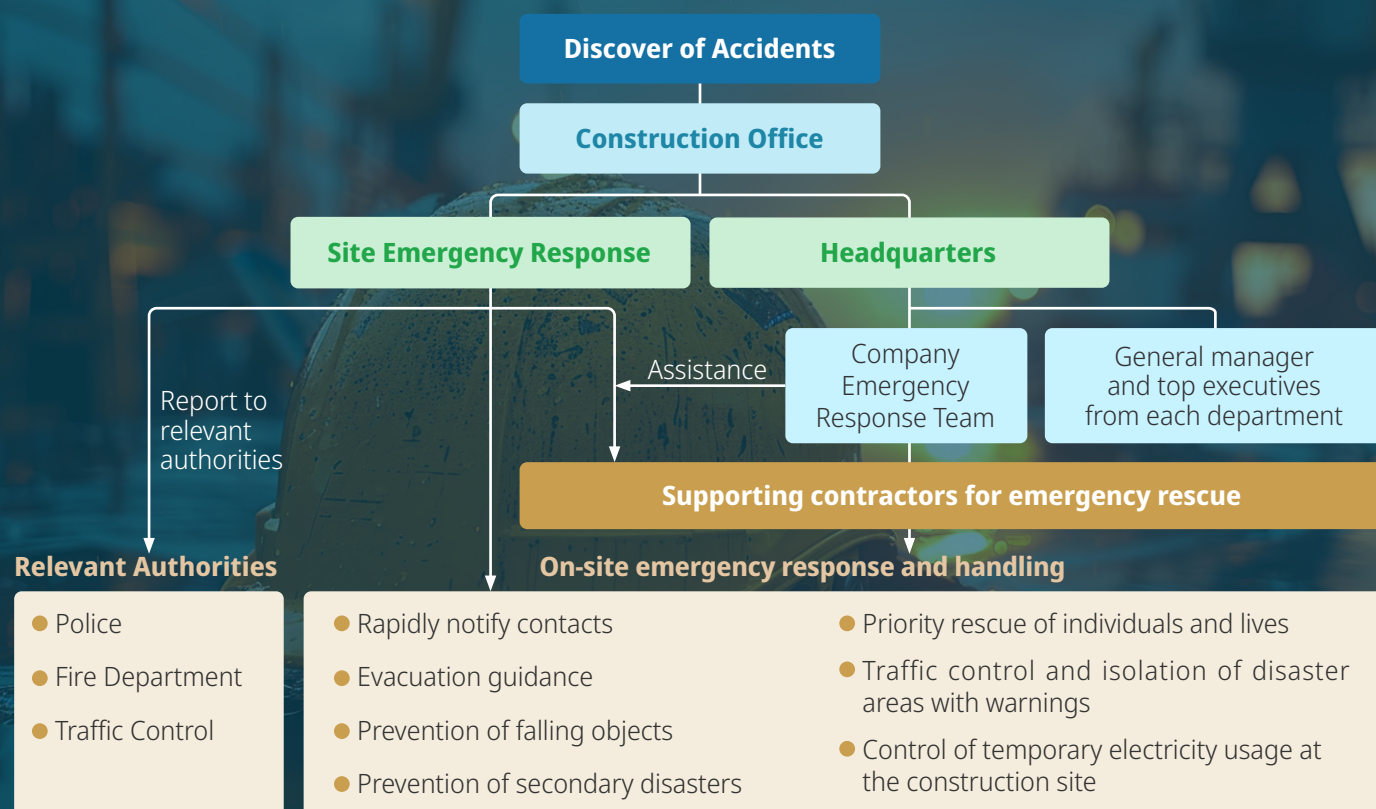 Discover of Accidents
Construction Office
Site Emergency Response
Headquarters
Report to
relevant
authorities
Assistance
Company
Emergency
Response Team
General manager
and top executives
from each department
Supporting contractors for emergency rescue
Relevant Authorities
Police
Fire Department
Traffic Control
On-site emergency response and handling
Rapidly notify contacts
Evacuation guidance
Prevention of falling objects
Prevention of secondary disasters
Priority rescue of individuals and lives
Traffic control and isolation of disaster
areas with warnings
Control of temporary electricity usage at
the construction site